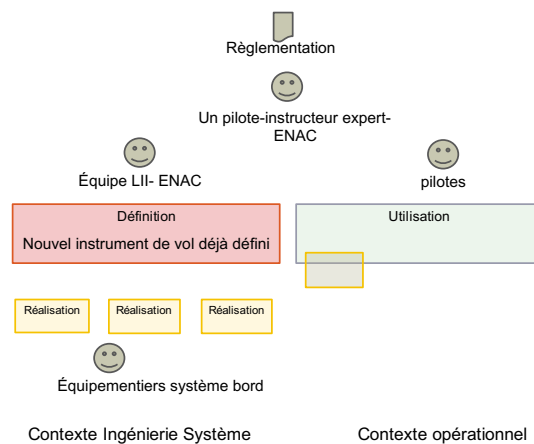 Règlementation
Un pilote-instructeur expert-
ENAC
Équipe LII- ENAC
pilotes
Définition
Nouvel instrument de vol déjà défini
Utilisation
Réalisation
Réalisation
Réalisation
Équipementiers système bord
Contexte Ingénierie Système
Contexte opérationnel